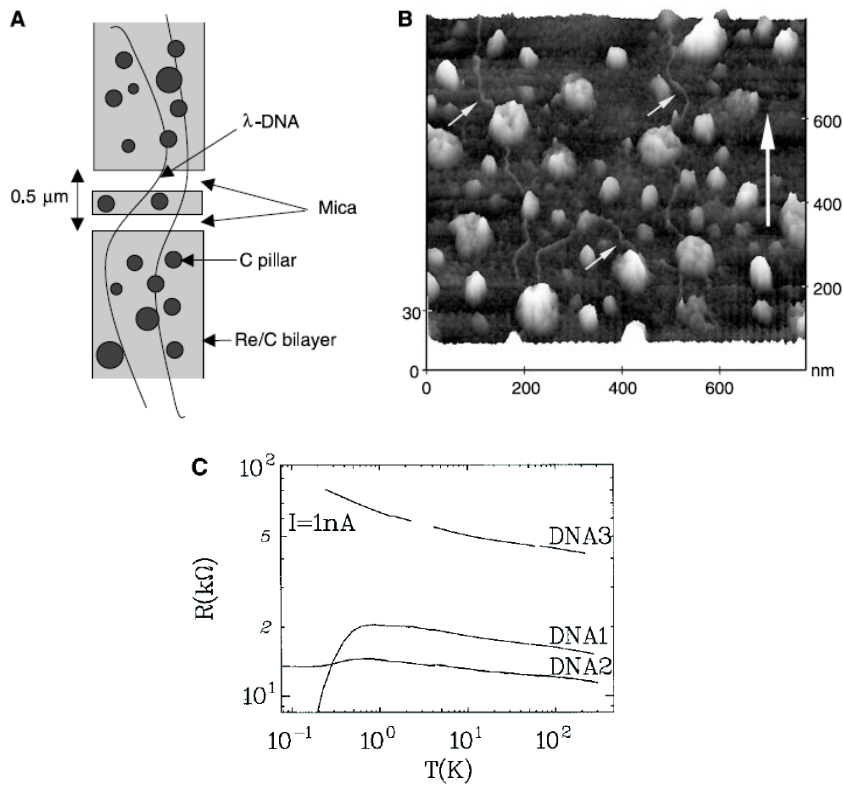 A
λ-DNA
0.5 μm
Mica
C pillar
Re/C bilayer
B
600
400
200
30
0
0
200
400
600
nm
C
10²
I=1nA
5
DNA3
R(kΩ)
2
DNA1
DNA2
10¹
10⁻¹
10⁰
10¹
10²
T(K)